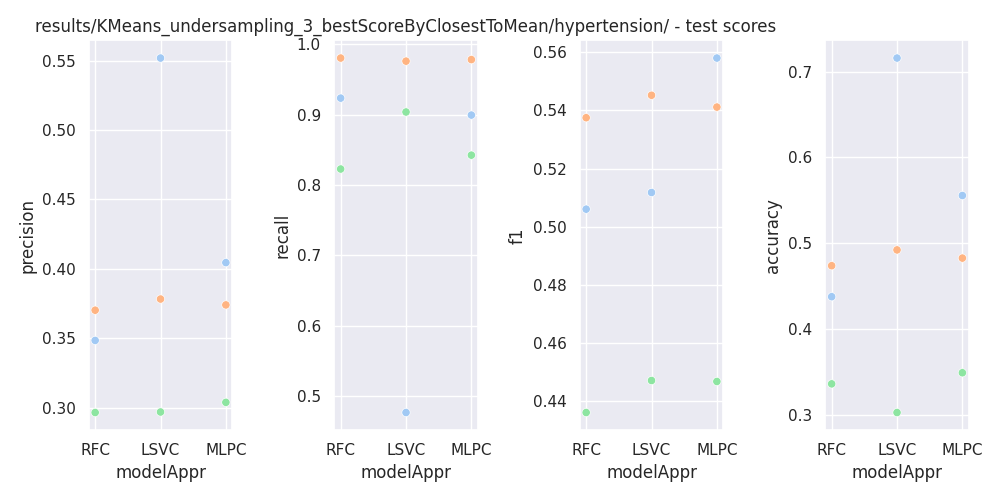 results/KMeans_undersampling_3_bestScoreByClosestToMean/hypertension/ - test scores
precision
0.55
0.50
0.45
0.40
0.35
0.30
RFC LSVC MLPC
modelAppr
recall
1.0
0.9
0.8
0.7
0.6
0.5
RFC LSVC MLPC
modelAppr
f1
0.56
0.54
0.52
0.50
0.48
0.46
0.44
RFC LSVC MLPC
modelAppr
accuracy
0.7
0.6
0.5
0.4
0.3
RFC LSVC MLPC
modelAppr